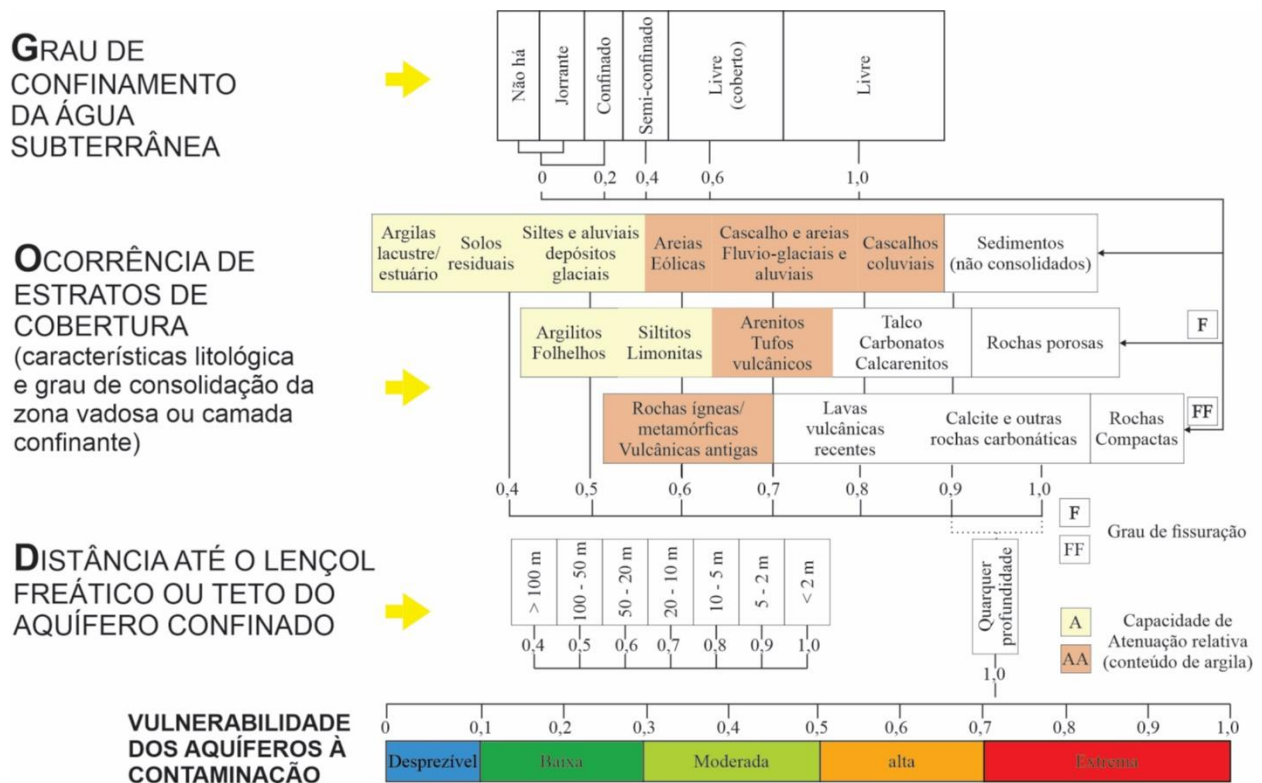 GRAU DE
CONFINAMENTO
DA ÁGUA
SUBTERRÂNEA
Não há
Jorrante
Confinado
Semi-confinado
Livre
(coberto)
Livre
0
0,2
0,4
0,6
1,0
OCORRÊNCIA DE
ESTRATOS DE
COBERTURA
(características litológica
e grau de consolidação da
zona vadosa ou camada
confinante)
Argilas
lacustre/
estuário
Solos
residuais
Siltes e aluviais
depósitos
glaciais
Areias
Eólicas
Cascalho e areias
Fluvio-glaciais e
aluviais
Cascalhos
coluviais
Sedimentos
(não consolidados)
Argilitos
Folhelhos
Siltitos
Limonitas
Arenitos
Tufos
vulcânicos
Talco
Carbonatos
Calcarenitos
Rochas porosas
F
Rochas ígneas/
metamórficas
Vulcânicas antigas
Lavas
vulcânicas
recentes
Calcite e outras
rochas carbonáticas
Rochas
Compactas
FF
0,4
0,5
0,6
0,7
0,8
0,9
1,0
F
FF
Grau de fissuração
DISTÂNCIA ATÉ O LENÇOL
FREÁTICO OU TETO DO
AQUÍFERO CONFINADO
> 100 m
100 - 50 m
50 - 20 m
20 - 10 m
10 - 5 m
5 - 2 m
< 2 m
Quarquer
profundidade
0,4
0,5
0,6
0,7
0,8
0,9
1,0
1,0
A
AA
Capacidade de
Atenuação relativa
(conteúdo de argila)
VULNERABILIDADE
DOS AQUÍFEROS À
CONTAMINAÇÃO
0
0,1
0,2
0,3
0,4
0,5
0,6
0,7
0,8
0,9
1,0
Desprezível
Baixa
Moderada
alta
Extrema